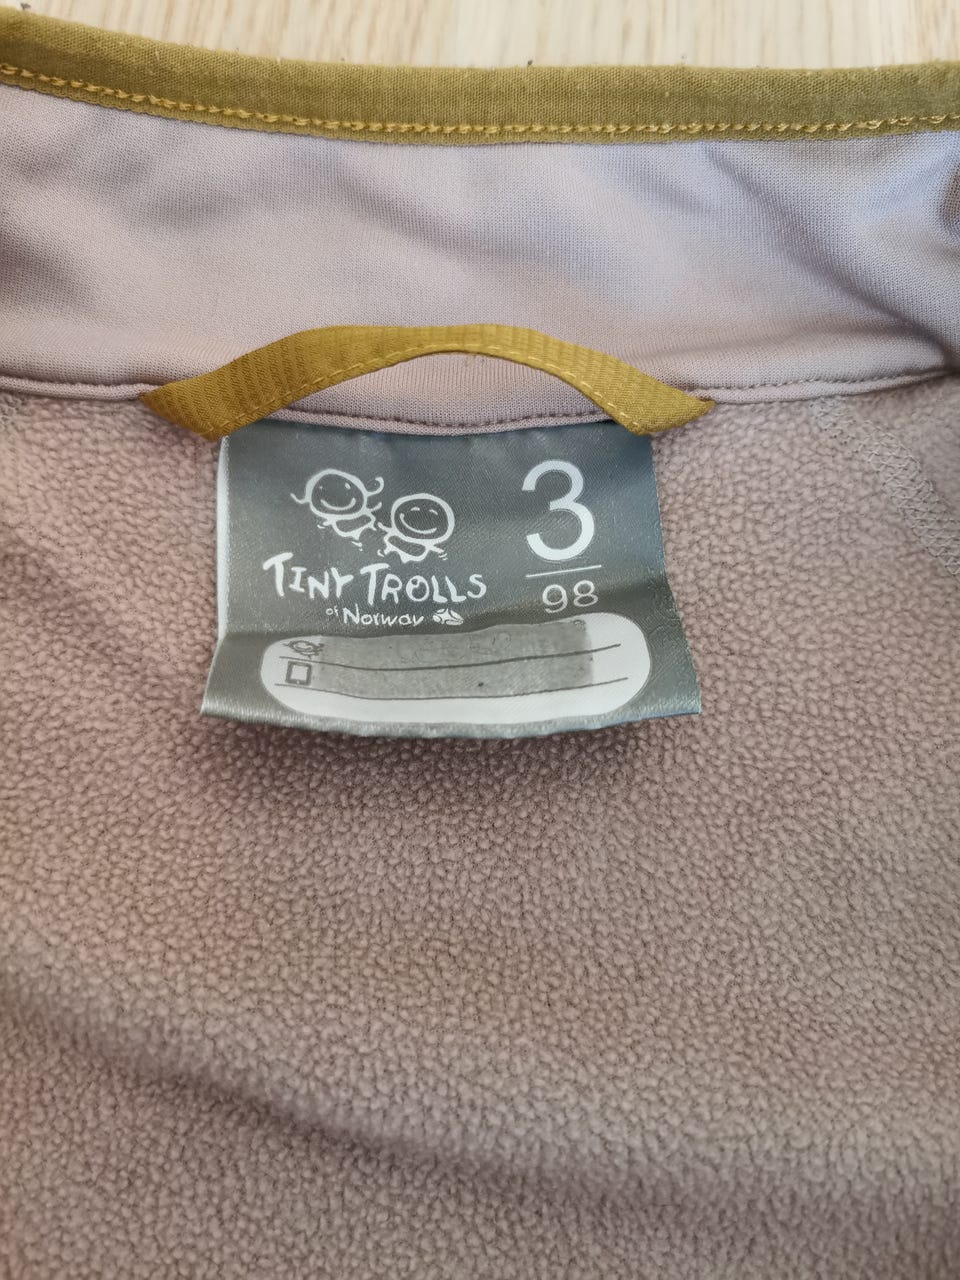 3
98
TINY TROLLS
of Norway